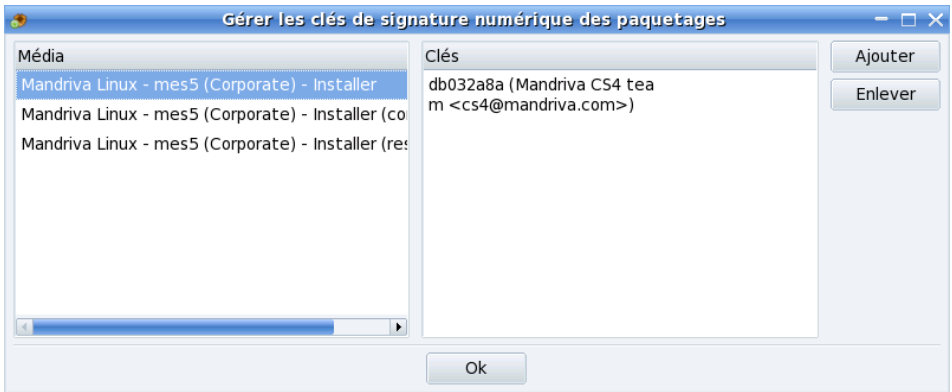 Gérer les clés de signature numérique des paquetages
Média
Mandriva Linux - mes5 (Corporate) - Installer
Mandriva Linux - mes5 (Corporate) - Installer (co
Mandriva Linux - mes5 (Corporate) - Installer (res
Clés
db032a8a (Mandriva CS4 tea
m <cs4@mandriva.com>)
Ajouter
Enlever
Ok